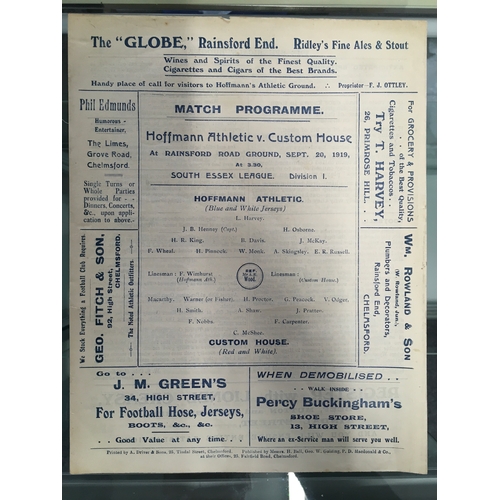 The "GLOBE," Rainsford End. Ridley's Fine Ales & Stout
Wines and Spirits of the Finest Quality.
Cigarettes and Cigars of the Best Brands.
Handy place of call for visitors to Hoffmann's Athletic Ground. Proprietor—F. J. OTTLEY.
Phil Edmunds
Humorous
Entertainer,
The Limes,
Grove Road,
Chelmsford.
Single Turns or
Whole Parties
provided for
Dinners, Concerts,
&c., upon
application
to above.
We Stock Everything a Football Club Requires.
GEO. FITCH & SON,
92, High Street, CHELMSFORD.
The Noted Athletic Outfitters.
MATCH PROGRAMME.
Hoffmann Athletic v. Custom House
At RAINSFORD ROAD GROUND, SEPT. 20, 1919,
At 3.30,
SOUTH ESSEX LEAGUE. Division I.
HOFFMANN ATHLETIC.
(Blue and White Jerseys)
L. Harvey.
J. B. Henney (Capt.) H. Osborne.
H. R. King. E. Davis. J. McKay.
F. Wheal. H. Pinnock. W. Monk. A. Skingsley. E. R. Russell.
Linesman: F. Winthurst (Hoffmann Ath.)
Linesman: (Custom House.)
Macarthy. Warner (or Fisher). H. Procter. G. Peacock. V. Odger.
H. Smith. A. Shaw. J. Pratten.
F. Nobbs. F. Carpenter.
C. McShee.
CUSTOM HOUSE.
(Red and White).
For GROCERY & PROVISIONS
of the Best Quality,
Cigarettes and Tobaccos
Try T. HARVEY,
26, PRIMROSE HILL.
WM. ROWLAND & SON
(W. Rowland, Jun.),
Plumbers and Decorators,
Rainsford End,
CHELMSFORD.
Go to
J. M. GREEN'S
34, HIGH STREET,
For Football Hose, Jerseys,
BOOTS, &c., &c.
Good Value at any time
WHEN DEMOBILISED
WALK INSIDE
Percy Buckingham's
SHOE STORE,
13, HIGH STREET,
Where an ex-Service man will serve you well.